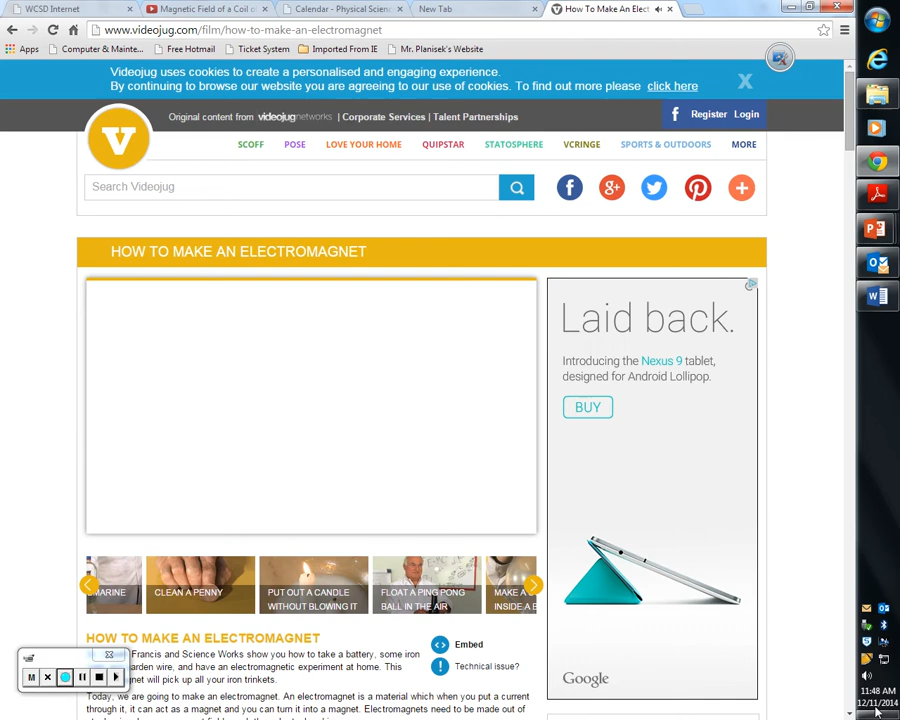 WCSD Internet
Magnetic Field of a Coil o
Calendar - Physical Scien
New Tab
How To Make An Elect
www.videojug.com/film/how-to-make-an-electromagnet
Apps
Computer & Mainte...
Free Hotmail
Ticket System
Imported From IE
Mr. Planisek's Website
Videojug uses cookies to create a personalised and engaging experience.
By continuing to browse our website you are agreeing to our use of cookies. To find out more please click here
X
Original content from videojugnetworks | Corporate Services | Talent Partnerships
f Register Login
V
SCOFF POSE LOVE YOUR HOME QUIPSTAR STATOSPHERE VCRINGE SPORTS & OUTDOORS MORE
Search Videojug
HOW TO MAKE AN ELECTROMAGNET
Laid back.
Introducing the Nexus 9 tablet,
designed for Android Lollipop.
BUY
Google
MARINE
CLEAN A PENNY
PUT OUT A CANDLE
WITHOUT BLOWING IT
FLOAT A PING PONG
BALL IN THE AIR
MAKE A
INSIDE A B
HOW TO MAKE AN ELECTROMAGNET
Embed
Technical issue?
Francis and Science Works show you how to take a battery, some iron
arden wire, and have an electromagnetic experiment at home. This
gnet will pick up all your iron trinkets.
Today, we are going to make an electromagnet. An electromagnet is a material which when you put a current
through it, it can act as a magnet and you can turn it into a magnet. Electromagnets need to be made out of
M
11:48 AM
12/11/2014